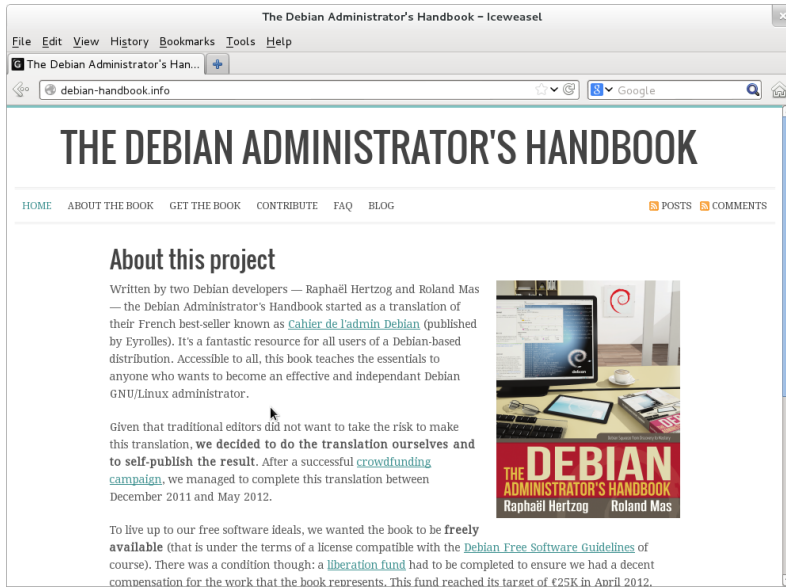 The Debian Administrator's Handbook – Iceweasel
File Edit View History Bookmarks Tools Help
The Debian Administrator's Han...
debian-handbook.info
Google
THE DEBIAN ADMINISTRATOR'S HANDBOOK
HOME ABOUT THE BOOK GET THE BOOK CONTRIBUTE FAQ BLOG POSTS COMMENTS
About this project
Written by two Debian developers — Raphaël Hertzog and Roland Mas
— the Debian Administrator's Handbook started as a translation of
their French best-seller known as Cahier de l'admin Debian (published
by Eyrolles). It's a fantastic resource for all users of a Debian-based
distribution. Accessible to all, this book teaches the essentials to
anyone who wants to become an effective and independant Debian
GNU/Linux administrator.
Given that traditional editors did not want to take the risk to make
this translation, we decided to do the translation ourselves and
to self-publish the result. After a successful crowdfunding
campaign, we managed to complete this translation between
December 2011 and May 2012.
debian
THE DEBIAN
ADMINISTRATOR'S HANDBOOK
Raphaël Hertzog Roland Mas
To live up to our free software ideals, we wanted the book to be freely
available (that is under the terms of a license compatible with the Debian Free Software Guidelines of
course). There was a condition though: a liberation fund had to be completed to ensure we had a decent
compensation for the work that the book represents. This fund reached its target of €25K in April 2012.